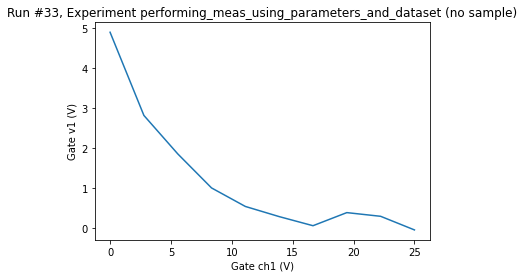 Run #33, Experiment performing_meas_using_parameters_and_dataset (no sample)
5
4
3
2
1
0
Gate v1 (V)
0 5 10 15 20 25
Gate ch1 (V)